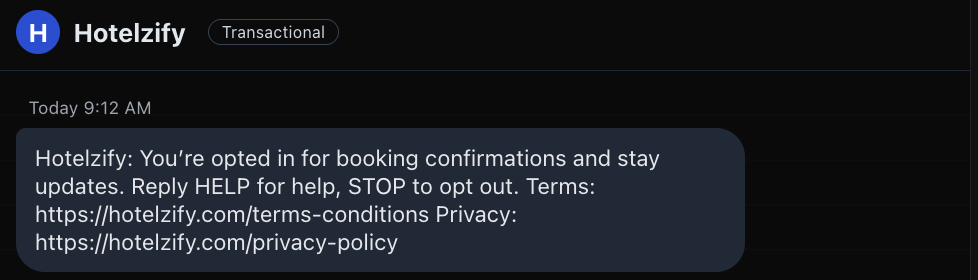 H
Hotelzify
Transactional
Today 9:12 AM
Hotelzify: You’re opted in for booking confirmations and stay
updates. Reply HELP for help, STOP to opt out. Terms:
https://hotelzify.com/terms-conditions Privacy:
https://hotelzify.com/privacy-policy